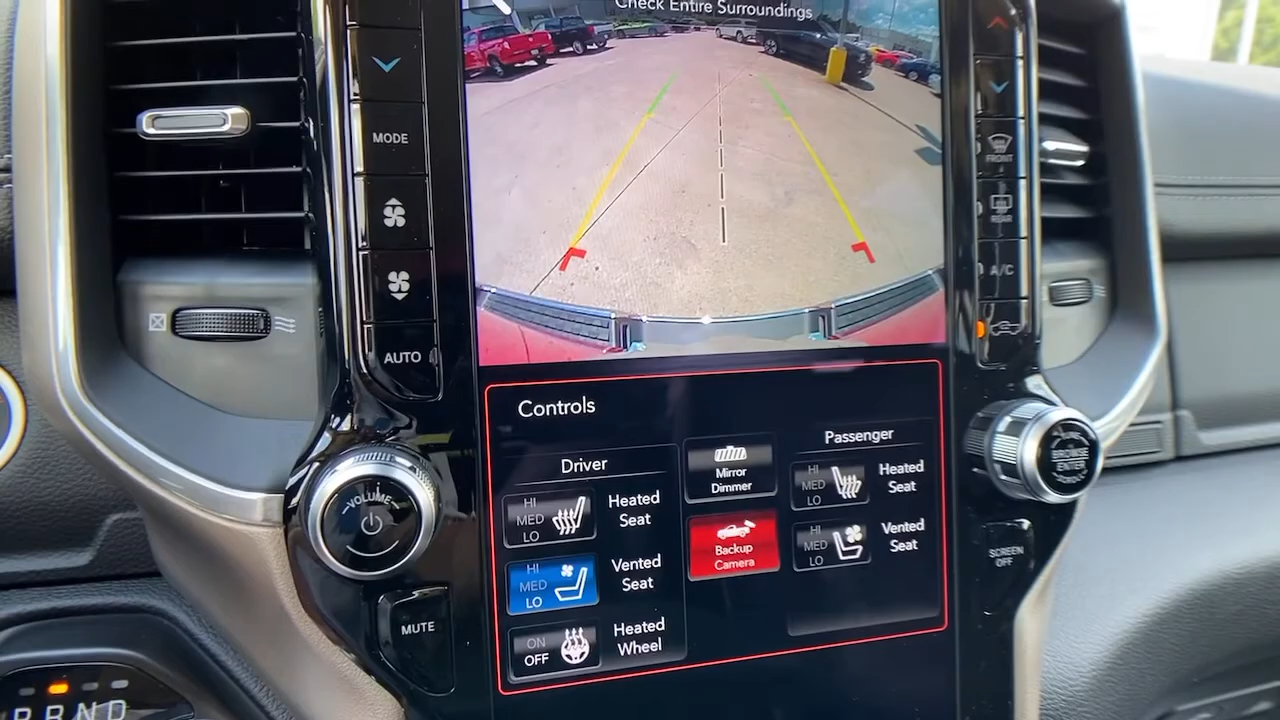 Check Entire Surroundings
MODE
AUTO
FRONT
REAR
A/C
VOLUME
MUTE
Controls
Driver
HI
MED
LO
Heated
Seat
HI
MED
LO
Vented
Seat
ON
OFF
Heated
Wheel
Mirror
Dimmer
Backup
Camera
Passenger
HI
MED
LO
Heated
Seat
HI
MED
LO
Vented
Seat
BROWSE
ENTER
SCREEN
OFF
PRND